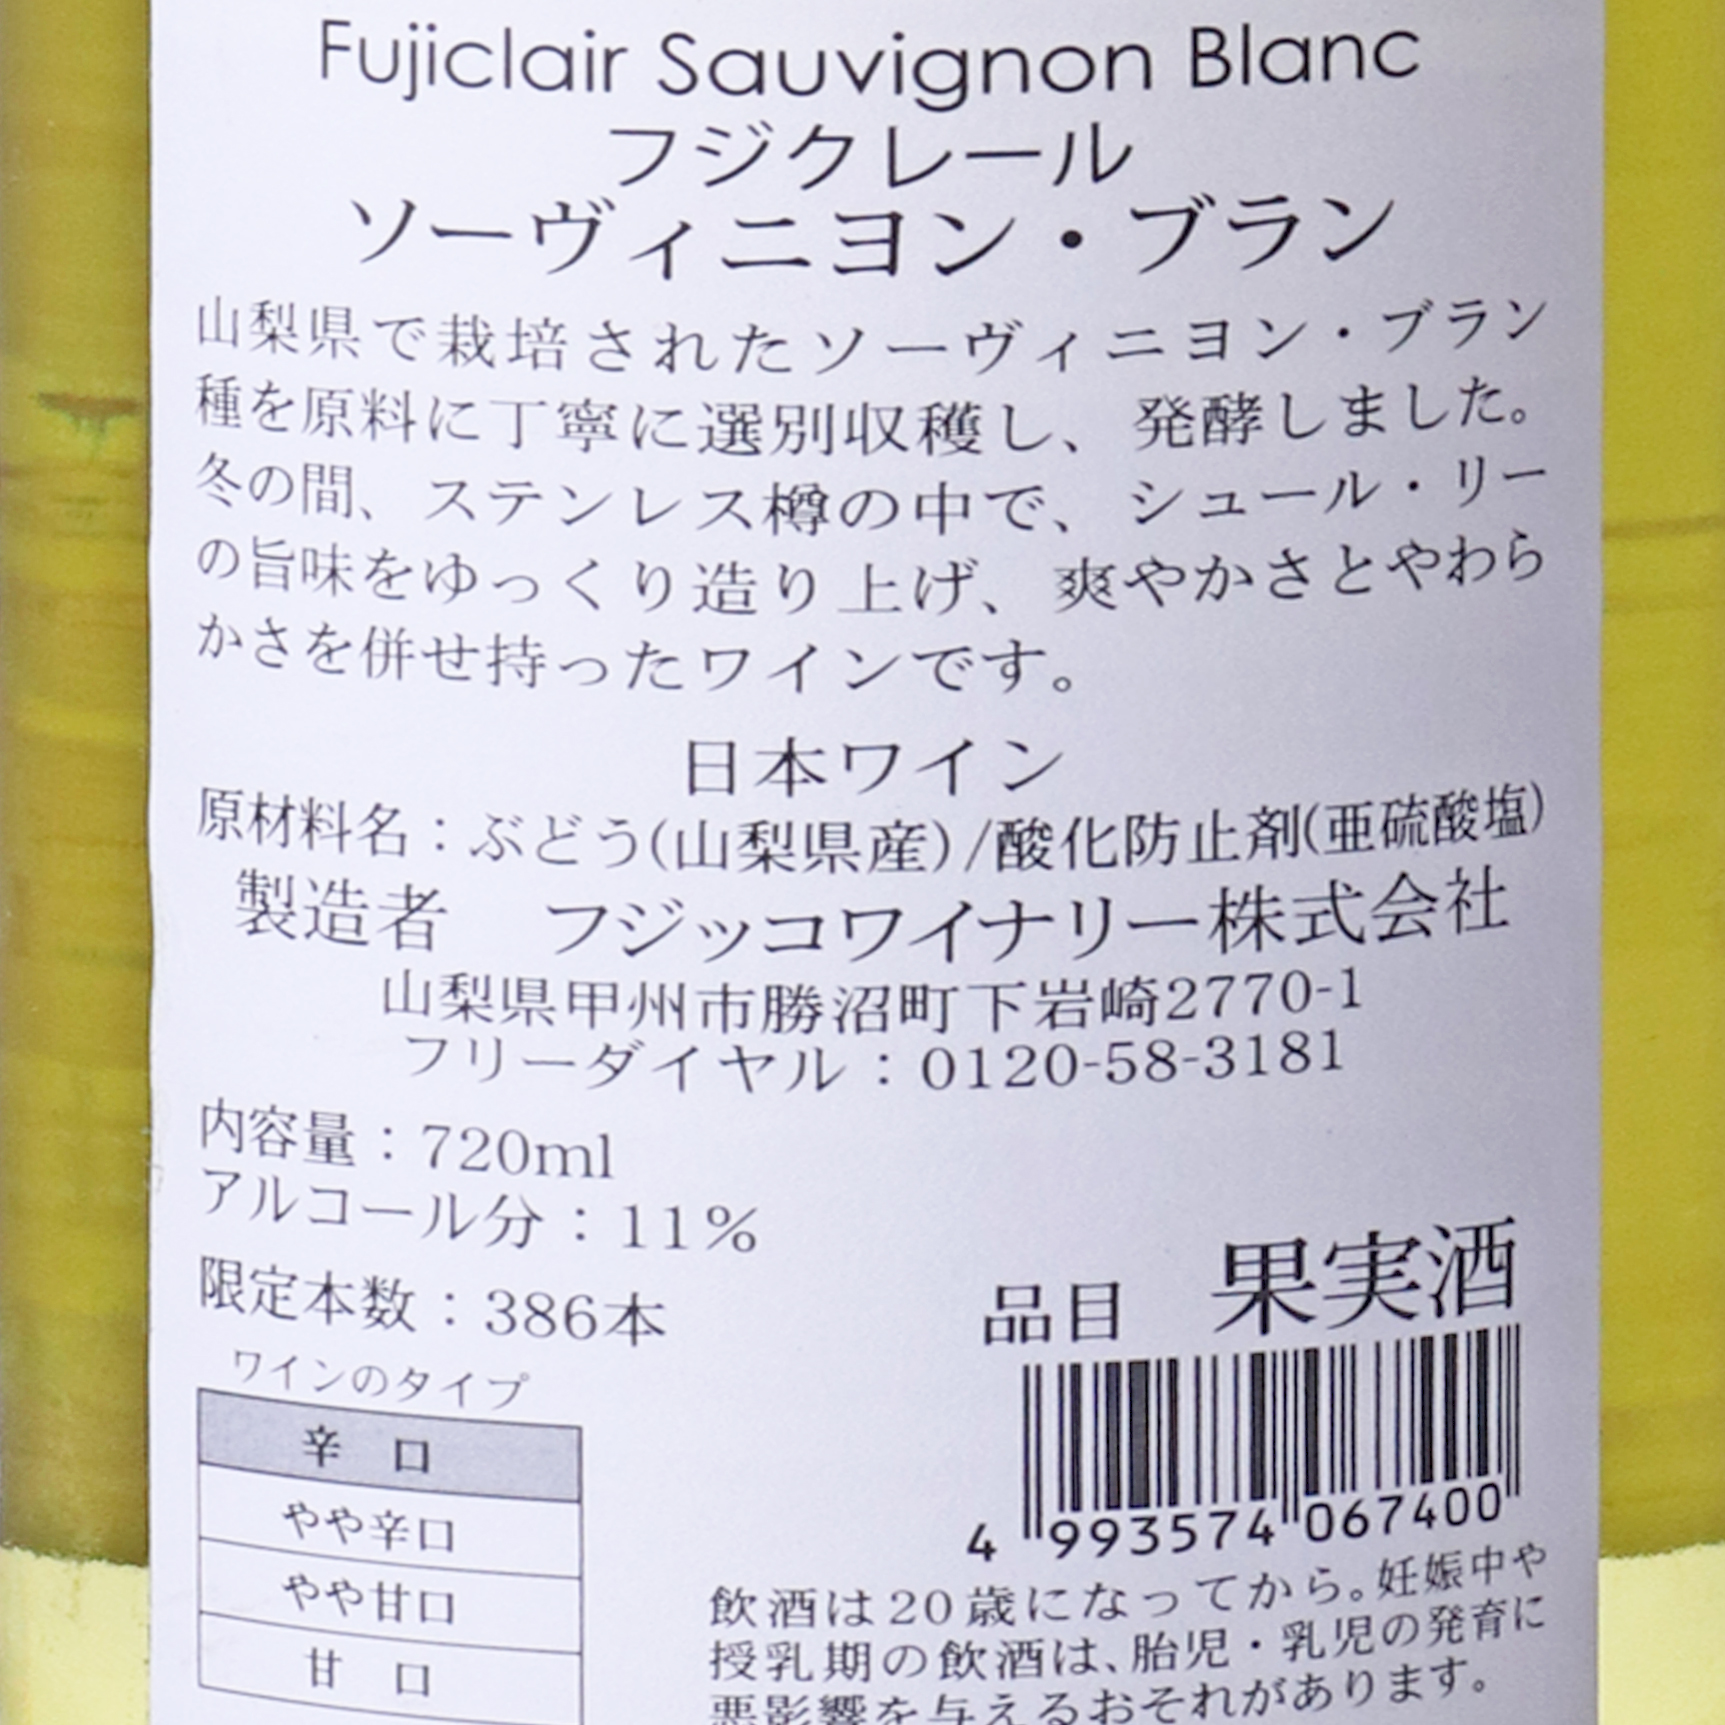 Fujiclair Sauvignon Blanc
フジクレール
ソーヴィニヨン・ブラン
山梨県で栽培されたソーヴィニヨン・ブラン
種を原料に丁寧に選別収穫し、発酵しました。
冬の間、ステンレス樽の中で、シュール・リー
の旨味をゆっくり造り上げ、爽やかさとやわら
かさを併せ持ったワインです。
日本ワイン
原材料名：ぶどう(山梨県産)/酸化防止剤(亜硫酸塩)
製造者　フジッコワイナリー株式会社
山梨県甲州市勝沼町下岩崎2770-1
フリーダイヤル：0120-58-3181
内容量：720ml
アルコール分：11%
限定本数：386本
品目　果実酒
ワインのタイプ
辛　口
やや辛口
やや甘口
甘　口
4 993574 067400
飲酒は20歳になってから。妊娠中や
授乳期の飲酒は、胎児・乳児の発育に
悪影響を与えるおそれがあります。